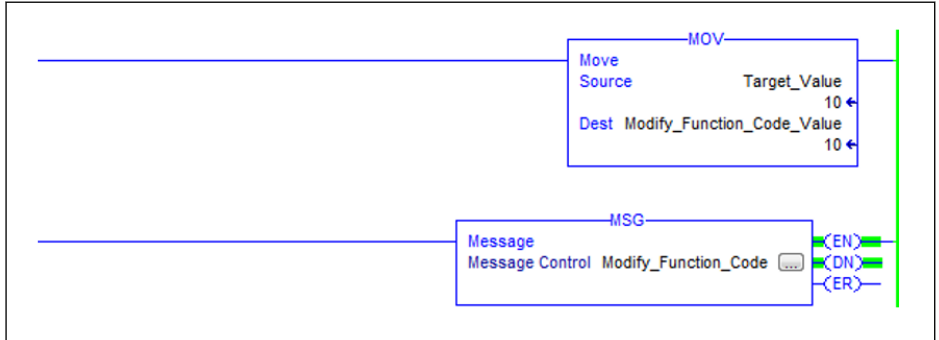 MOV
Move
Source Target_Value
10
Dest Modify_Function_Code_Value
10
MSG
Message
Message Control Modify_Function_Code ...
(EN)
(DN)
(ER)